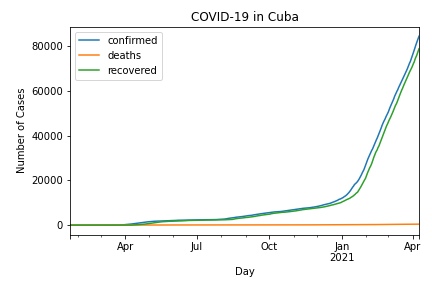 COVID-19 in Cuba
confirmed
deaths
recovered
80000
60000
40000
20000
0
Number of Cases
Apr
Jul
Oct
Jan
2021
Apr
Day